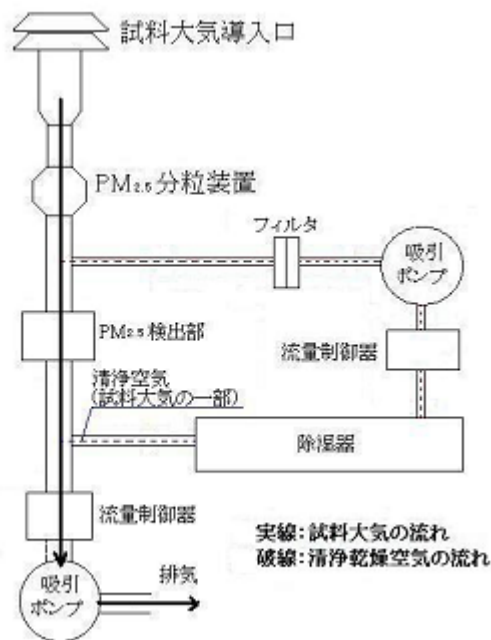 試料大気導入口
PM2.5分粒装置
フィルタ
吸引
ポンプ
PM2.5検出部
流量制御器
清浄空気
(試料大気の一部)
除湿器
流量制御器
実線:試料大気の流れ
破線:清浄乾燥空気の流れ
吸引
ポンプ
排気